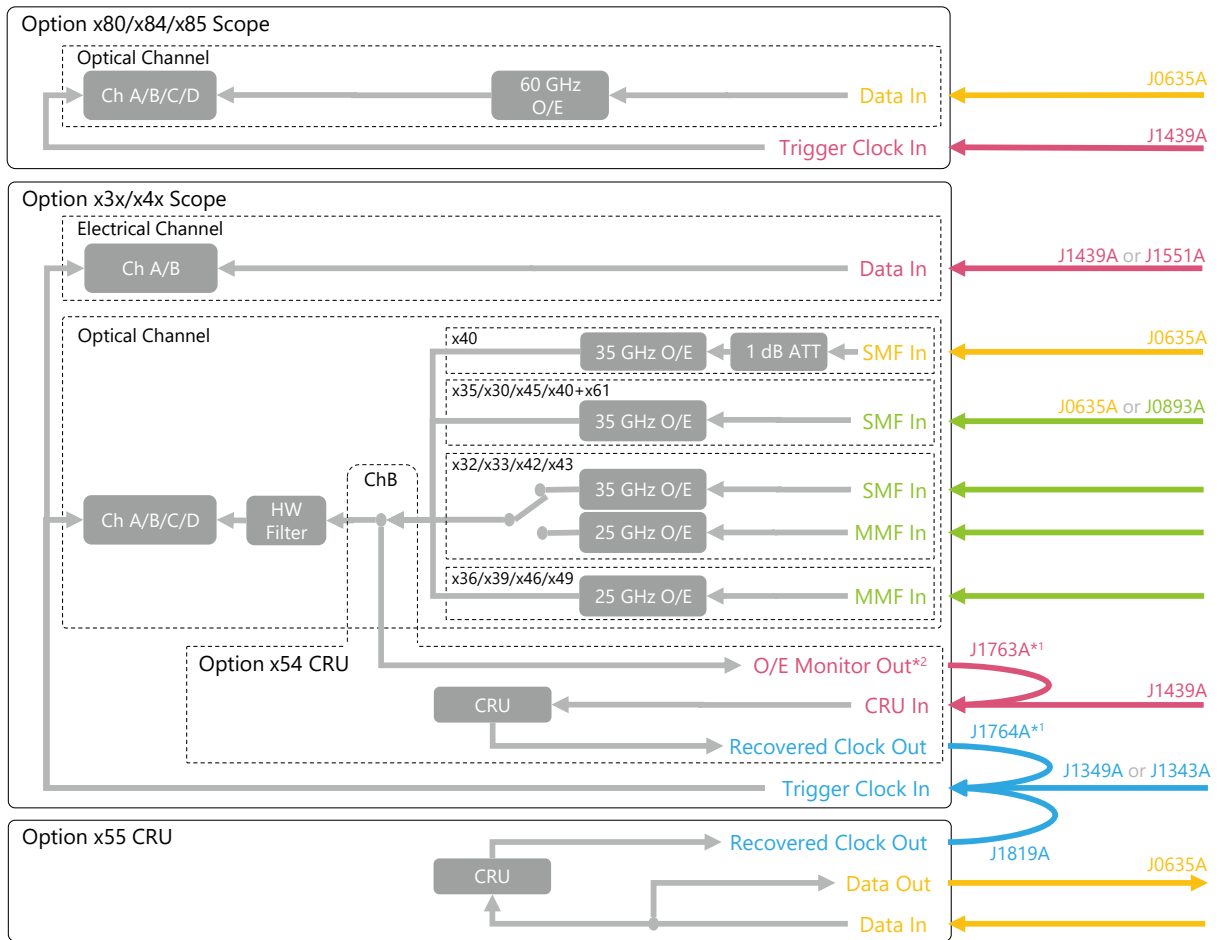 Option x80/x84/x85 Scope
Optical Channel
Ch A/B/C/D
60 GHz
O/E
Data In
J0635A
Trigger Clock In
J1439A
Option x3x/x4x Scope
Electrical Channel
Ch A/B
Data In
J1439A or J1551A
Optical Channel
x40
35 GHz O/E
1 dB ATT
SMF In
J0635A
x35/x30/x45/x40+x61
35 GHz O/E
SMF In
J0635A or J0893A
x32/x33/x42/x43
ChB
35 GHz O/E
SMF In
Ch A/B/C/D
HW
Filter
25 GHz O/E
MMF In
x36/x39/x46/x49
25 GHz O/E
MMF In
Option x54 CRU
O/E Monitor Out*2
J1763A*1
CRU
CRU In
J1439A
Recovered Clock Out
J1764A*1
Trigger Clock In
J1349A or J1343A
Option x55 CRU
Recovered Clock Out
J1819A
CRU
Data Out
J0635A
Data In